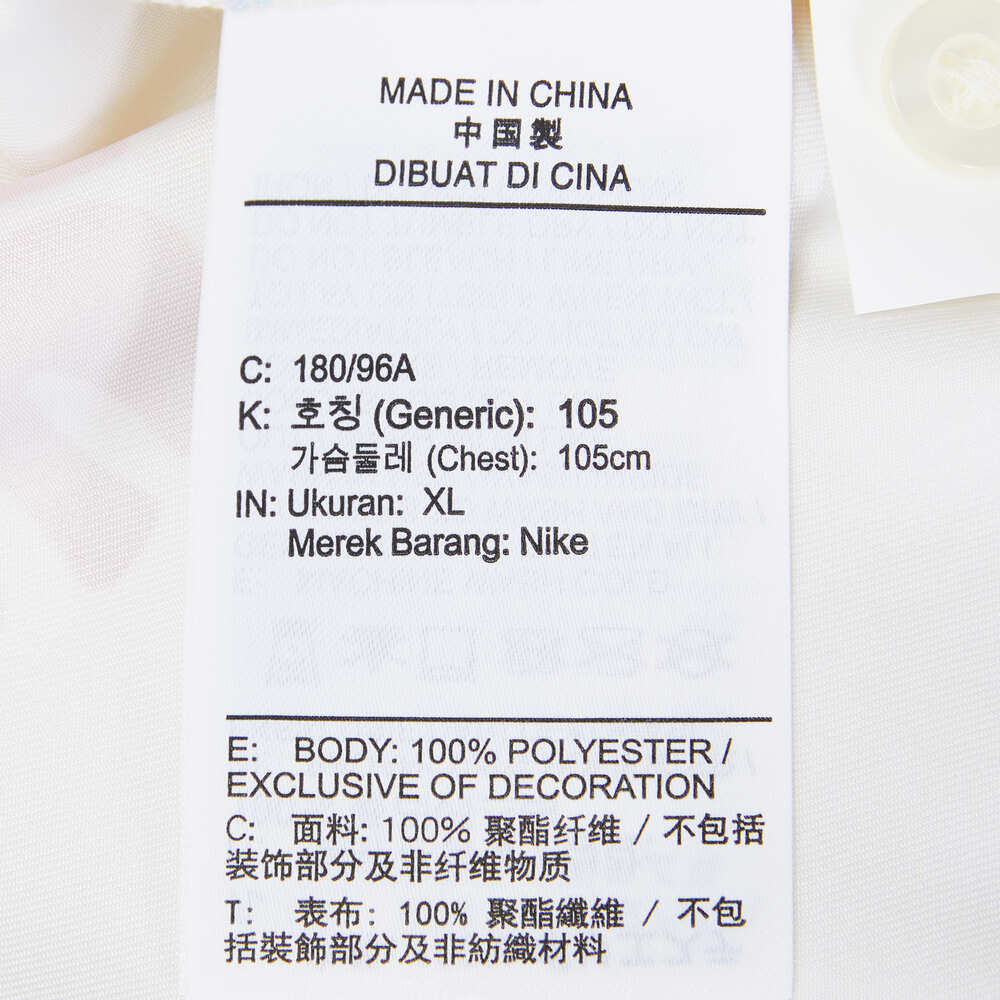 MADE IN CHINA
中国製
DIBUAT DI CINA
C: 180/96A
K: 호칭 (Generic): 105
가슴둘레 (Chest): 105cm
IN: Ukuran: XL
Merek Barang: Nike
E: BODY: 100% POLYESTER /
EXCLUSIVE OF DECORATION
C: 面料: 100% 聚酯纤维 / 不包括
装饰部分及非纤维物质
T: 表布: 100% 聚酯纖維 / 不包
括裝飾部分及非紡織材料